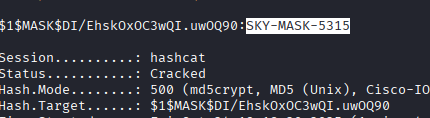 $1$MASK$DI/EhskOxOC3wQI.uwOQ90:SKY-MASK-5315
Session..........: hashcat
Status...........: Cracked
Hash.Mode........: 500 (md5crypt, MD5 (Unix), Cisco-IO
Hash.Target......: $1$MASK$DI/EhskOxOC3wQI.uwOQ90